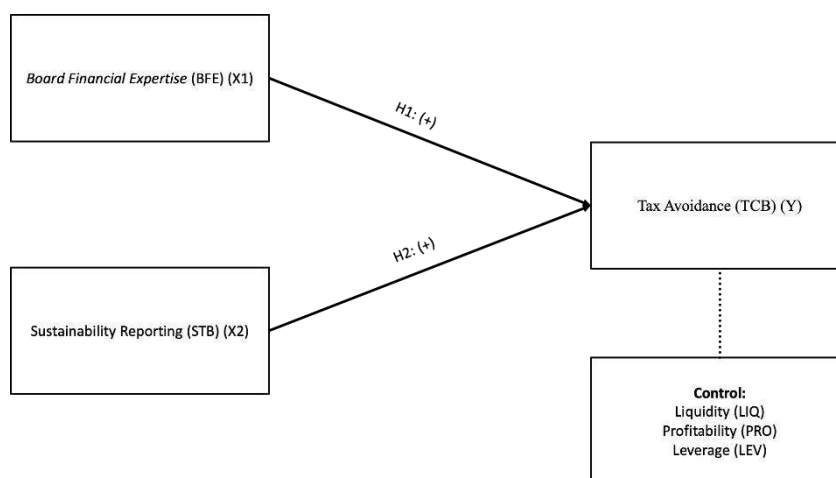 Board Financial Expertise (BFE) (X1)
H1: (+)
Tax Avoidance (TCB) (Y)
H2: (+)
Sustainability Reporting (STB) (X2)
Control:
Liquidity (LIQ)
Profitability (PRO)
Leverage (LEV)